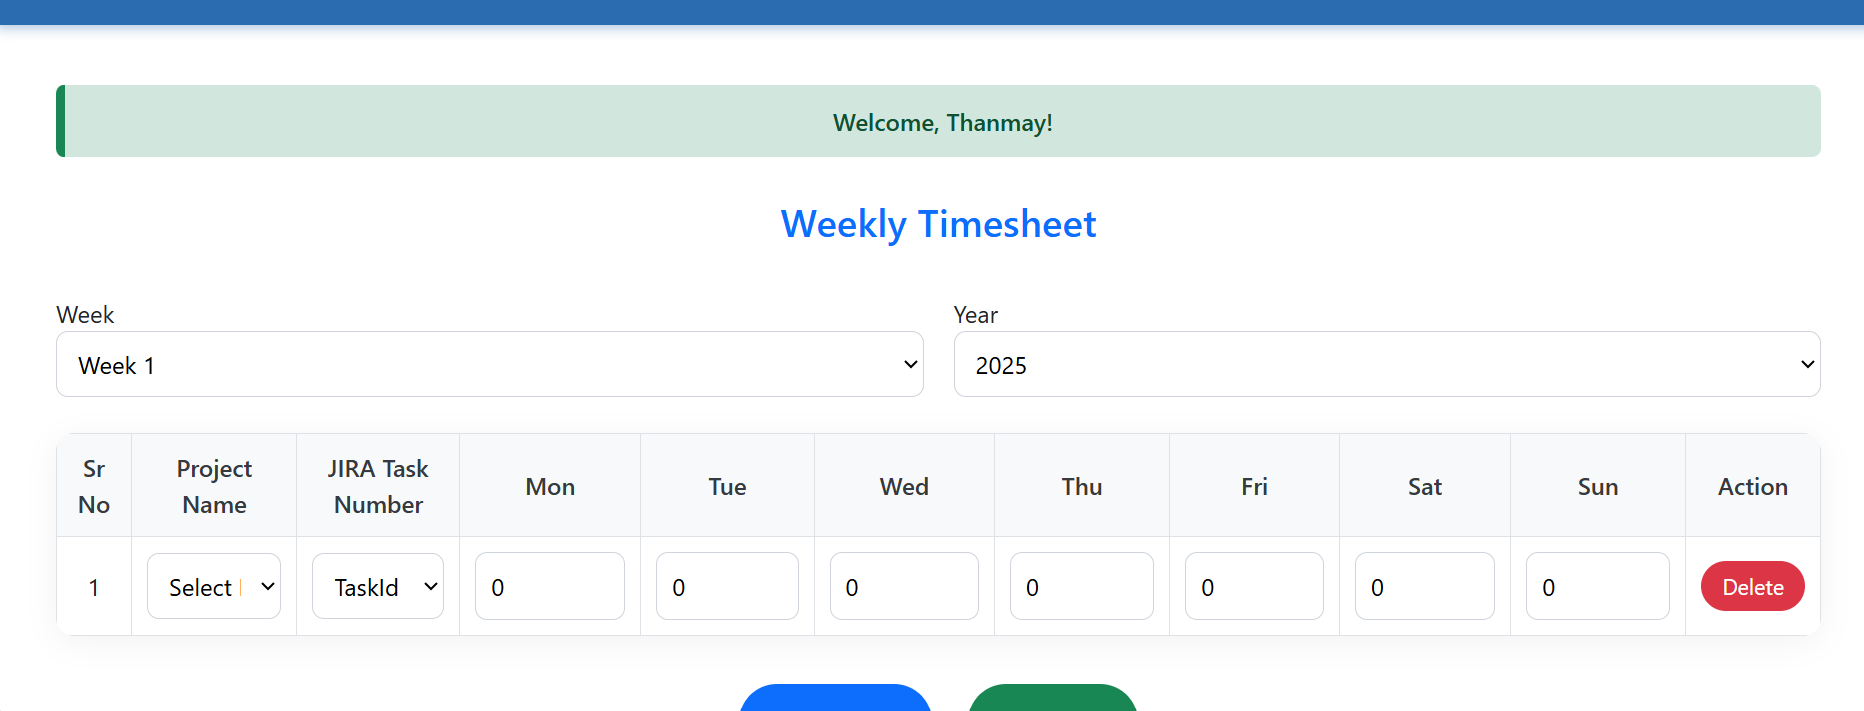 Welcome, Thanmay!
Weekly Timesheet
Week
Year
Week 1
2025
Sr No
Project Name
JIRA Task Number
Mon
Tue
Wed
Thu
Fri
Sat
Sun
Action
1
Select
TaskId
0
0
0
0
0
0
0
Delete